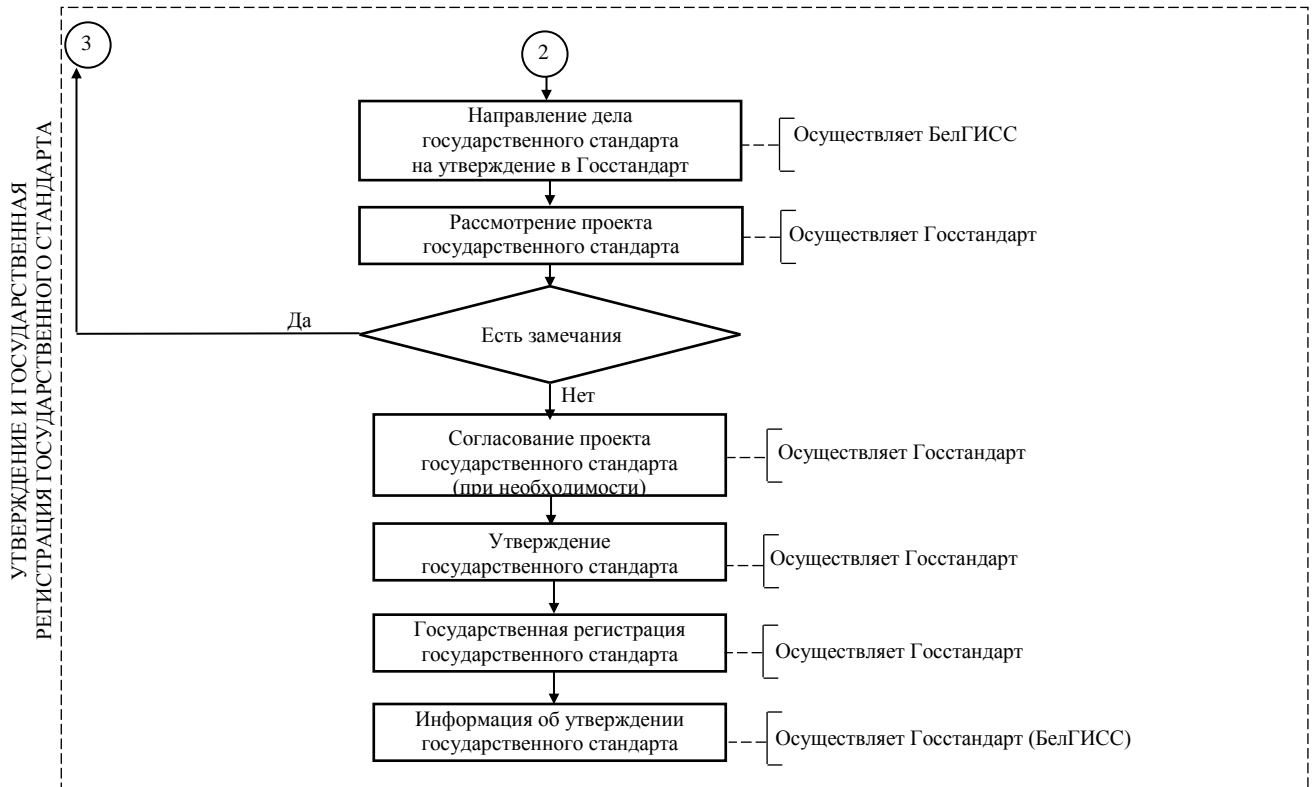 УТВЕРЖДЕНИЕ И ГОСУДАРСТВЕННАЯ
РЕГИСТРАЦИЯ ГОСУДАРСТВЕННОГО СТАНДАРТА
3
2
Направление дела
государственного стандарта
на утверждение в Госстандарт
Осуществляет БелГИСС
Рассмотрение проекта
государственного стандарта
Осуществляет Госстандарт
Да
Есть замечания
Нет
Согласование проекта
государственного стандарта
(при необходимости)
Осуществляет Госстандарт
Утверждение
государственного стандарта
Осуществляет Госстандарт
Государственная регистрация
государственного стандарта
Осуществляет Госстандарт
Информация об утверждении
государственного стандарта
Осуществляет Госстандарт (БелГИСС)